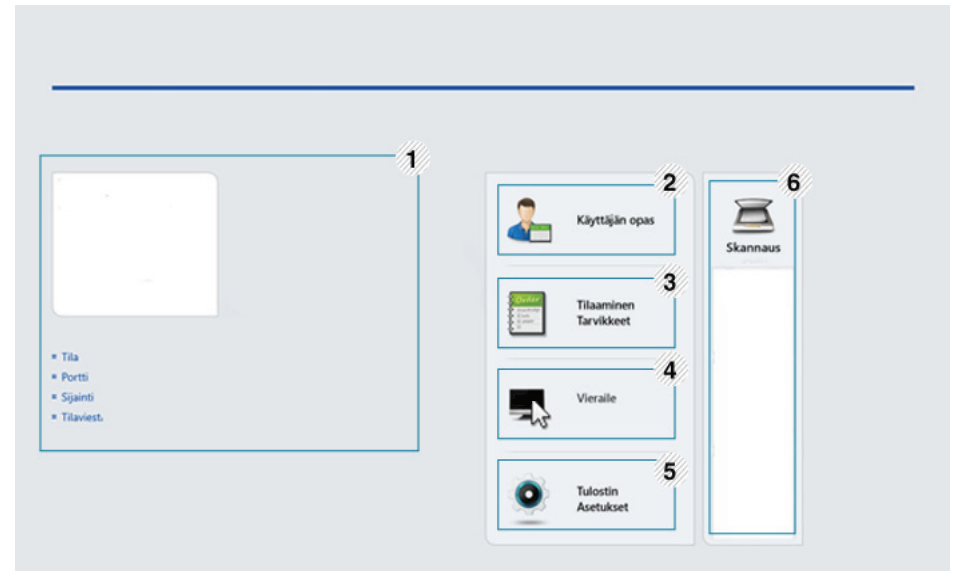 1
Tila
Portti
Sijainti
Tilaviest.
2
Käyttäjän opas
3
Tilaaminen
Tarvikkeet
4
Vieraile
5
Tulostin
Asetukset
6
Skannaus